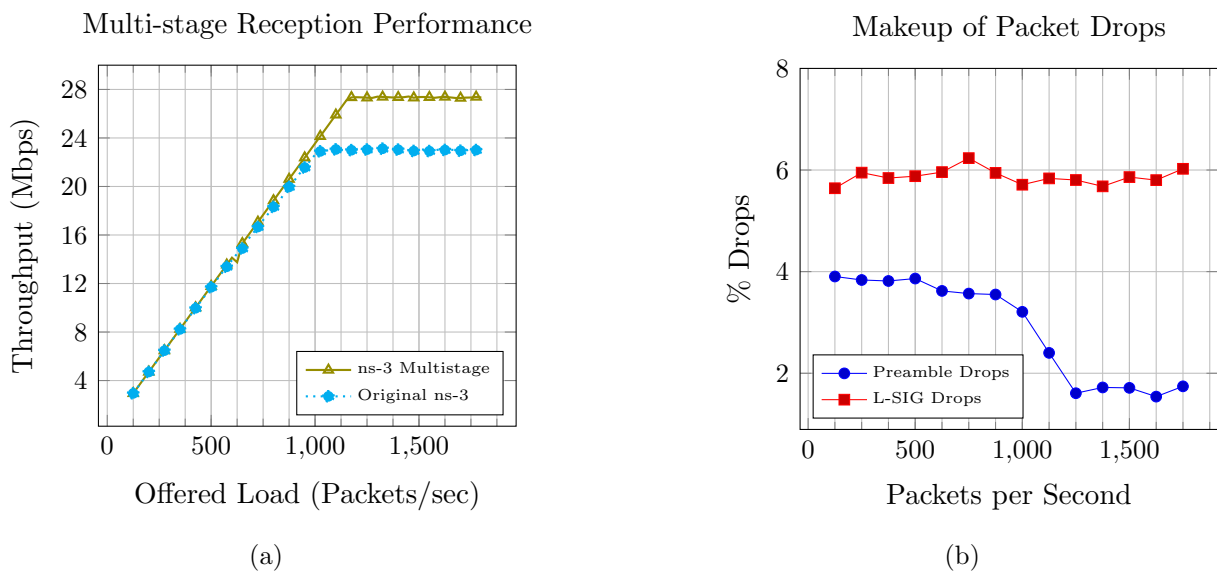 Multi-stage Reception Performance
28
24
20
16
12
8
4
Throughput (Mbps)
ns-3 Multistage
Original ns-3
0
500
1,000
1,500
Offered Load (Packets/sec)
(a)
Makeup of Packet Drops
8
6
4
2
% Drops
Preamble Drops
L-SIG Drops
0
500
1,000
1,500
Packets per Second
(b)